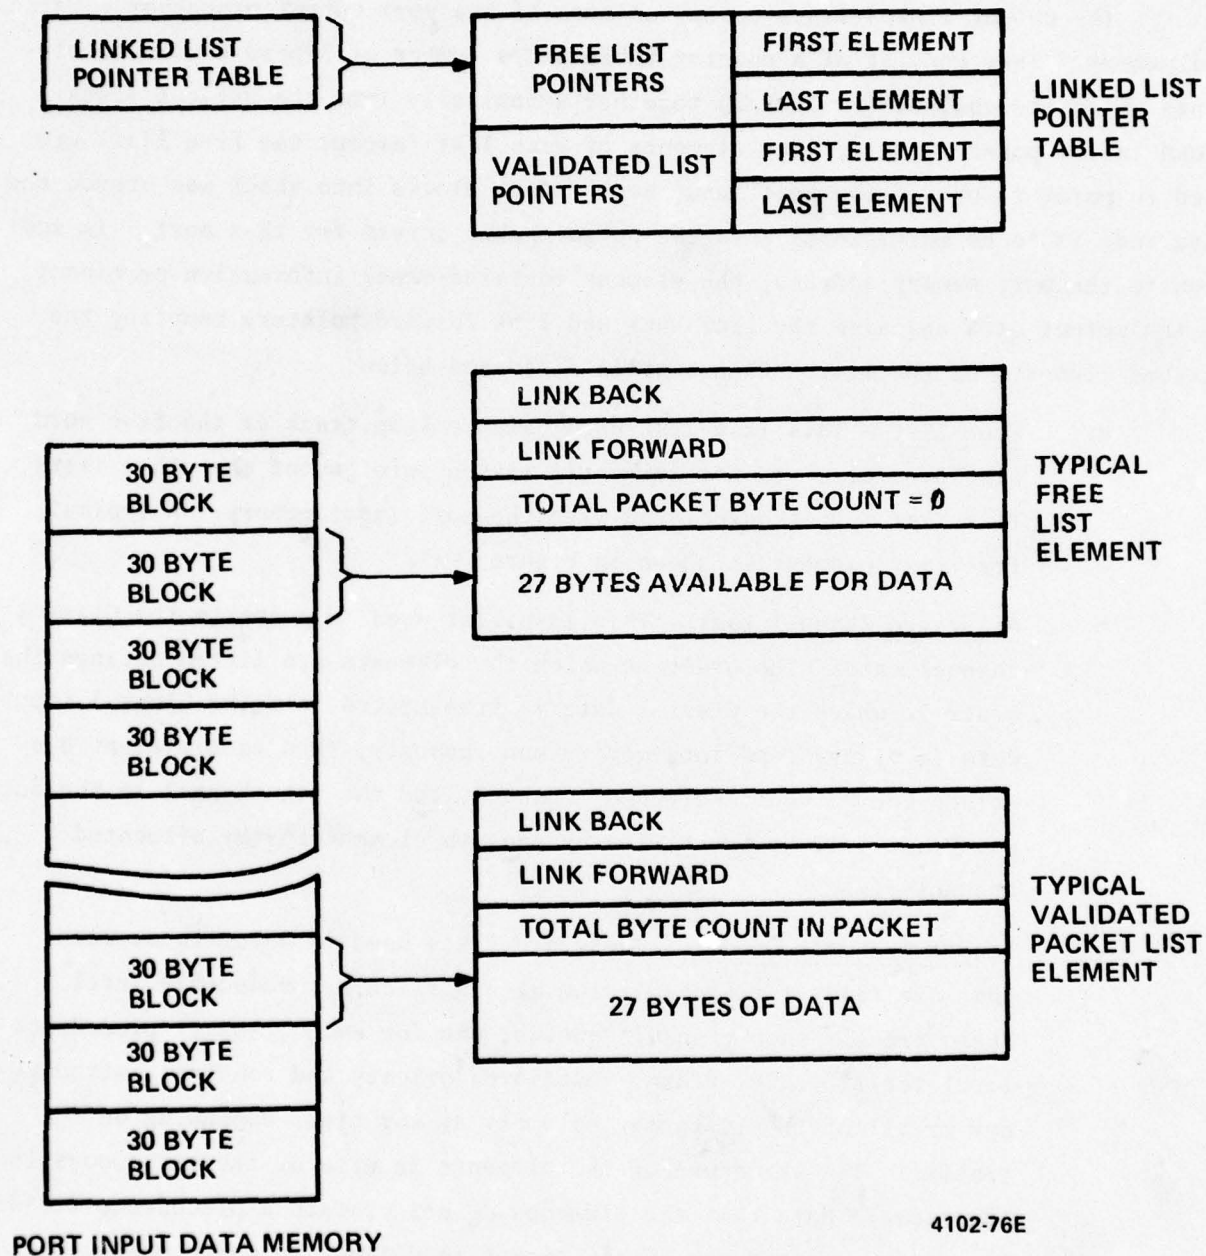 LINKED LIST
POINTER TABLE
FREE LIST
POINTERS
FIRST ELEMENT
LAST ELEMENT
VALIDATED LIST
POINTERS
FIRST ELEMENT
LAST ELEMENT
LINKED LIST
POINTER
TABLE
30 BYTE
BLOCK
30 BYTE
BLOCK
30 BYTE
BLOCK
30 BYTE
BLOCK
30 BYTE
BLOCK
30 BYTE
BLOCK
30 BYTE
BLOCK
PORT INPUT DATA MEMORY
LINK BACK
LINK FORWARD
TOTAL PACKET BYTE COUNT = 0
27 BYTES AVAILABLE FOR DATA
TYPICAL
FREE
LIST
ELEMENT
LINK BACK
LINK FORWARD
TOTAL BYTE COUNT IN PACKET
27 BYTES OF DATA
TYPICAL
VALIDATED
PACKET LIST
ELEMENT
4102-76E